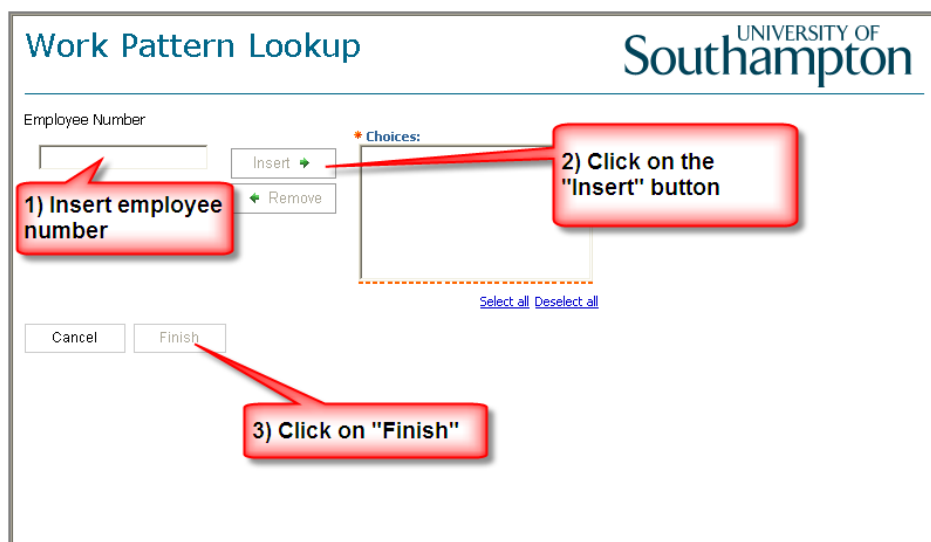 Work Pattern Lookup
UNIVERSITY OF
Southampton
Employee Number
* Choices:
Insert
Remove
1) Insert employee
number
2) Click on the
"Insert" button
Select all Deselect all
Cancel Finish
3) Click on "Finish"